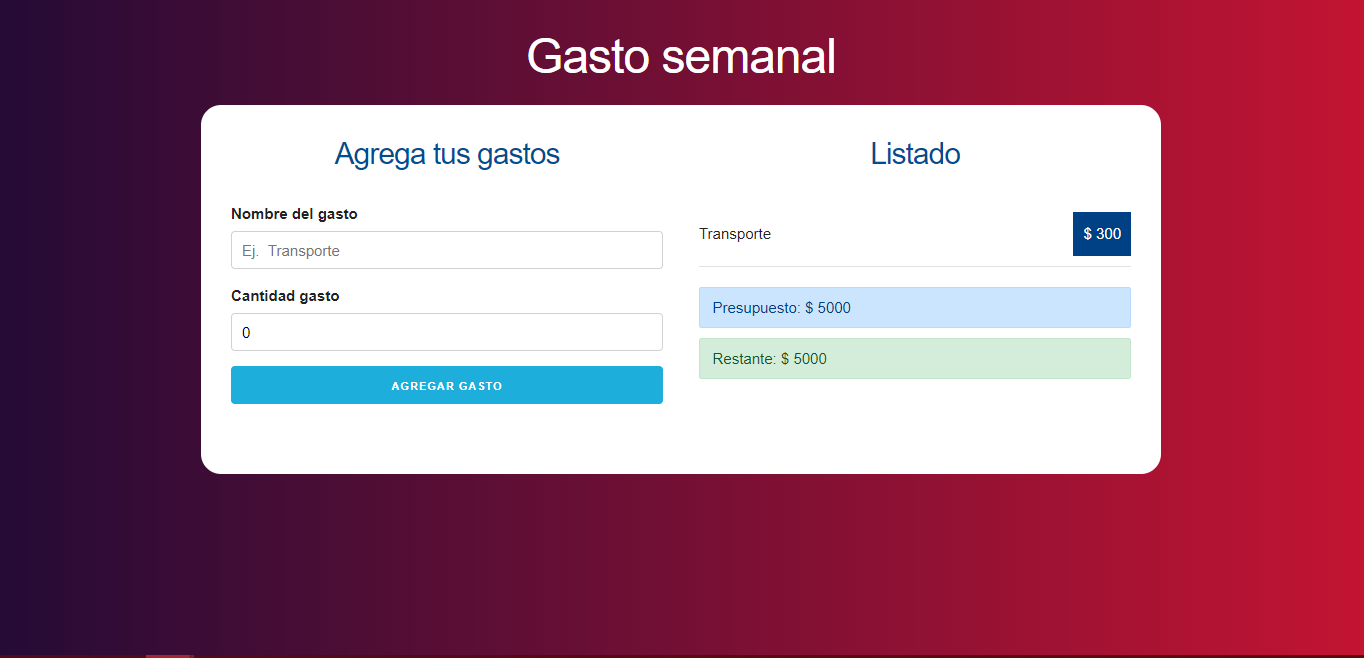 Gasto semanal
Agrega tus gastos
Nombre del gasto
Ej.  Transporte
Cantidad gasto
0
AGREGAR GASTO
Listado
Transporte
$ 300
Presupuesto: $ 5000
Restante: $ 5000